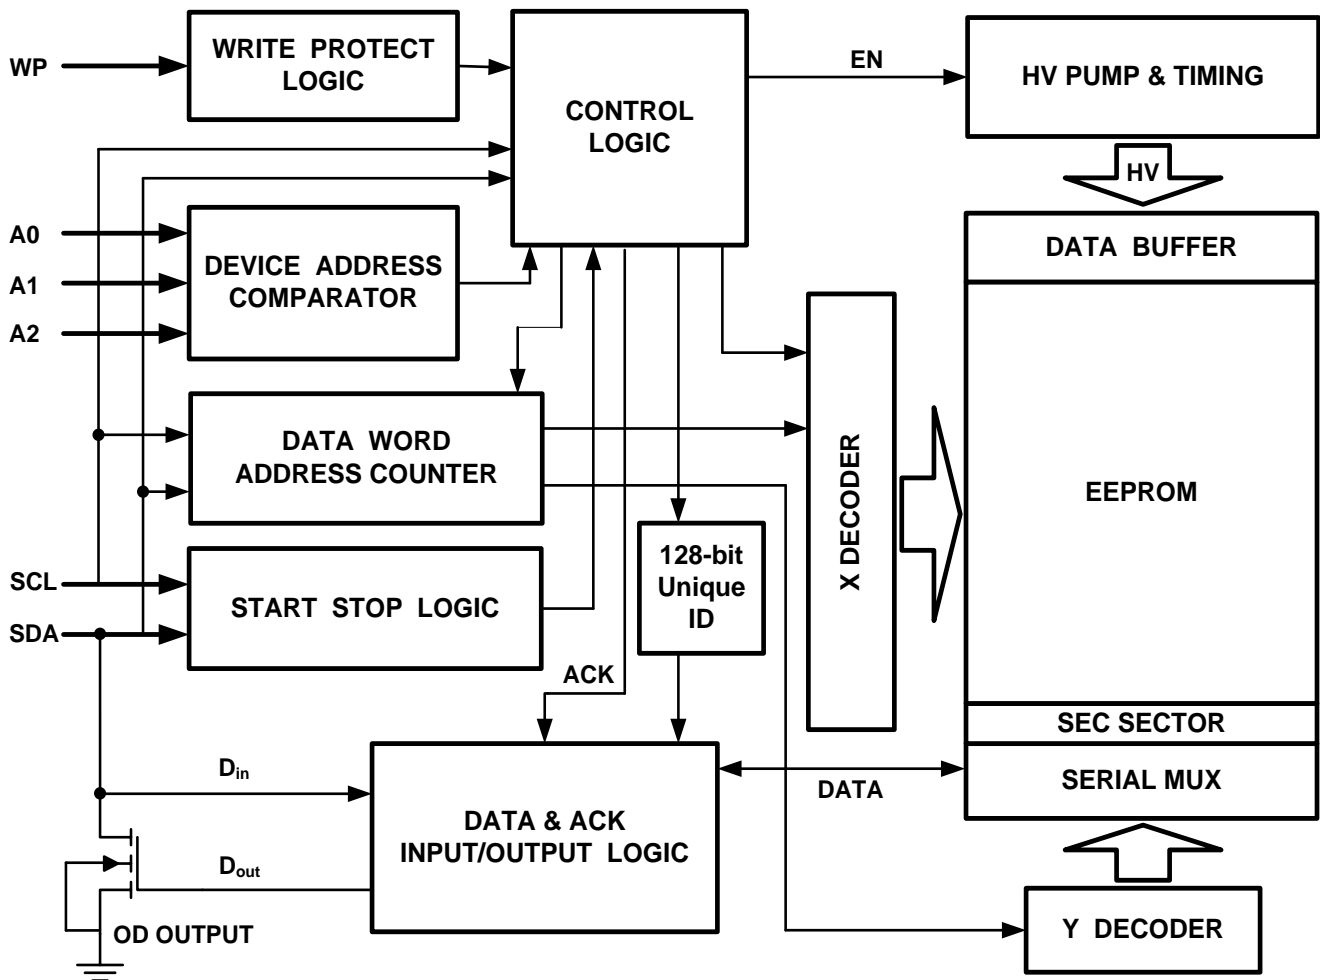 WP
WRITE PROTECT
LOGIC
CONTROL
LOGIC
EN
HV PUMP & TIMING
HV
A0
A1
A2
DEVICE ADDRESS
COMPARATOR
DATA BUFFER
DATA WORD
ADDRESS COUNTER
X DECODER
EEPROM
SCL
SDA
START STOP LOGIC
128-bit
Unique
ID
ACK
SEC SECTOR
SERIAL MUX
Din
DATA
DATA & ACK
INPUT/OUTPUT LOGIC
Dout
OD OUTPUT
Y DECODER